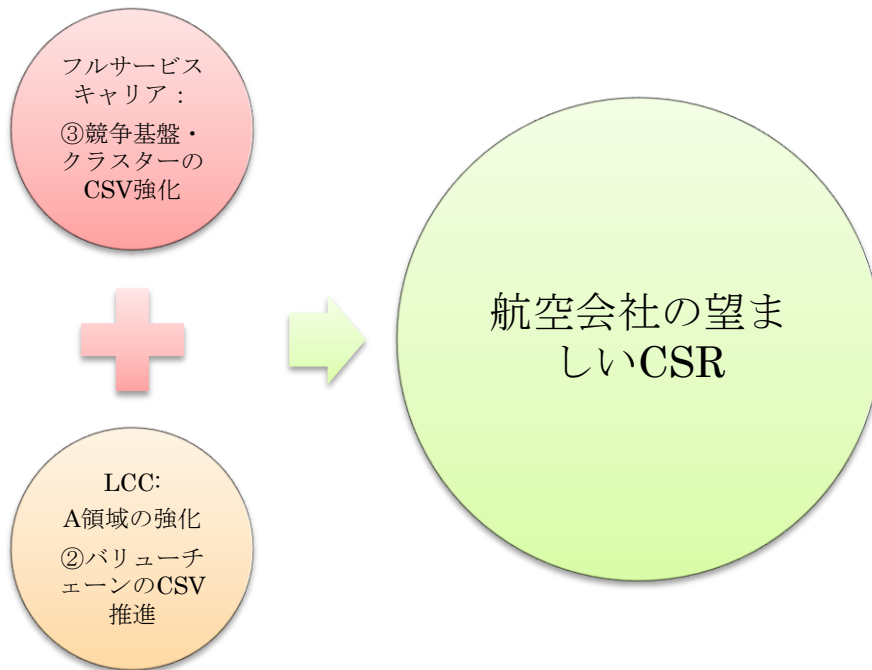 フルサービス
キャリア：
③競争基盤・
クラスターの
CSV強化
LCC:
A領域の強化
②バリューチ
ェーンのCSV
推進
航空会社の望ま
しいCSR